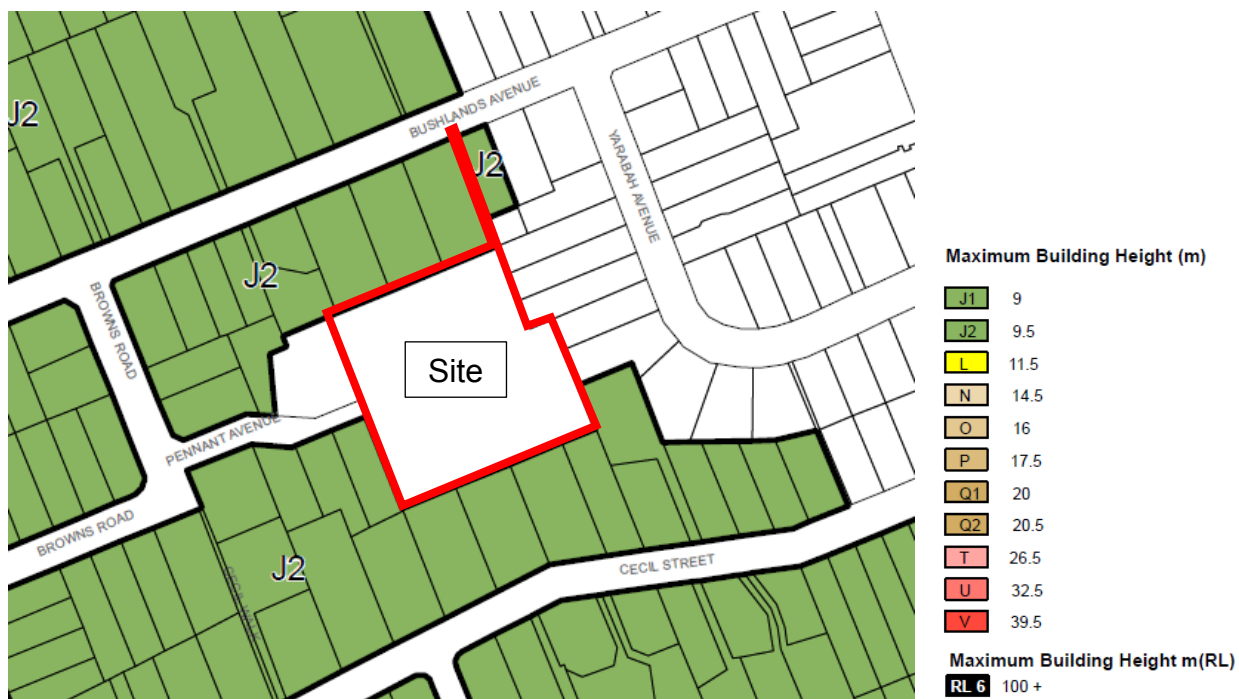 J2
BUSHLANDS AVENUE
J2
YARABAH AVENUE
J2
BROWNS ROAD
Site
PENNANT AVENUE
BROWNS ROAD
J2
CECIL WALK
CECIL STREET
Maximum Building Height (m)
J1 9
J2 9.5
L 11.5
N 14.5
O 16
P 17.5
Q1 20
Q2 20.5
T 26.5
U 32.5
V 39.5
Maximum Building Height m(RL)
RL 6 100 +